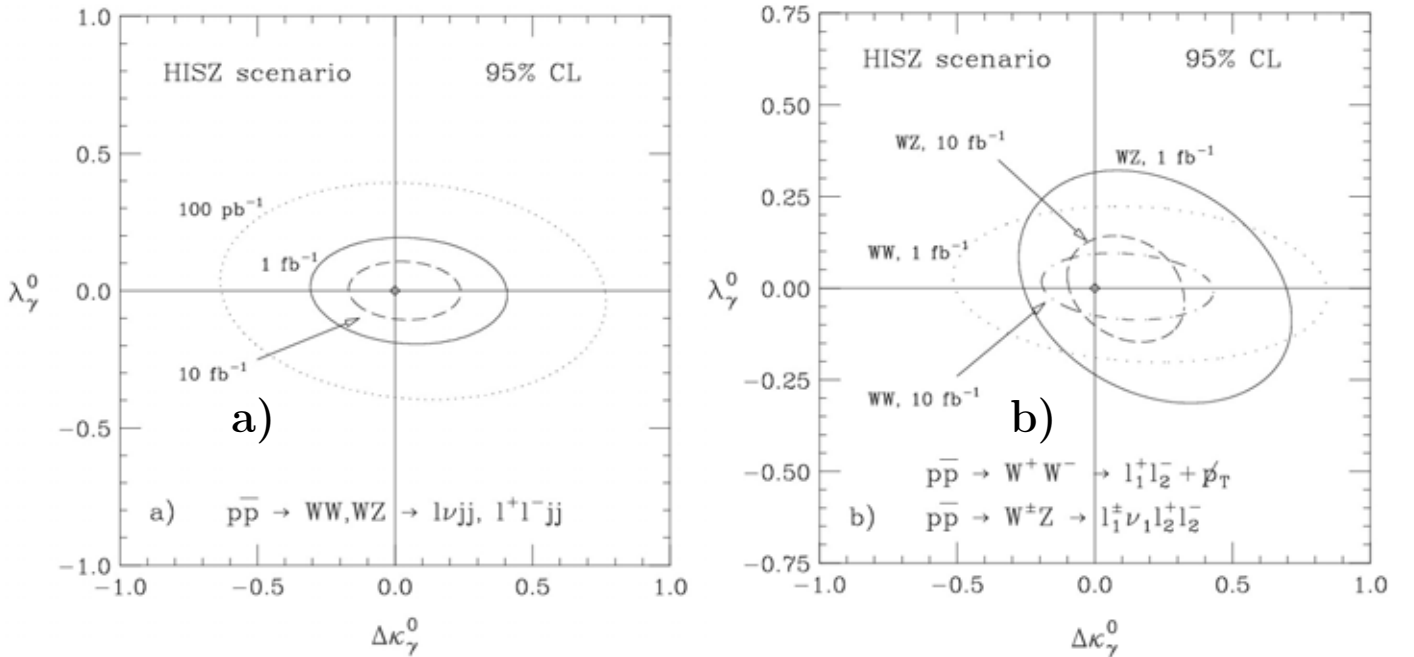 HISZ scenario 95% CL
100 pb⁻¹
1 fb⁻¹
10 fb⁻¹
a)
a) pp̅ → WW,WZ → lνjj, l⁺l⁻jj
1.0
0.5
0.0
−0.5
−1.0
λ⁰γ
−1.0 −0.5 0.0 0.5 1.0
Δκ⁰γ
HISZ scenario 95% CL
WZ, 10 fb⁻¹
WZ, 1 fb⁻¹
WW, 1 fb⁻¹
WW, 10 fb⁻¹
b)
pp̅ → W⁺W⁻ → l₁⁺l₂⁻ + p̸T
b) pp̅ → W±Z → l₁±ν₁l₂⁺l₂⁻
0.75
0.50
0.25
0.00
−0.25
−0.50
−0.75
λ⁰γ
−1.0 −0.5 0.0 0.5 1.0
Δκ⁰γ